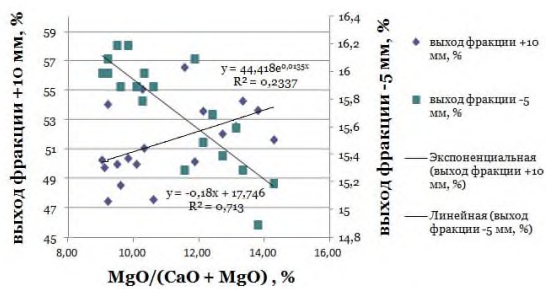 выход фракции +10 мм, %
59
57
55
53
51
49
47
45
16,4
16,2
16
15,8
15,6
15,4
15,2
15
14,8
выход фракции -5 мм, %
y = 44,418e^0,0135x
R² = 0,2337
y = -0,18x + 17,746
R² = 0,713
8,00 10,00 12,00 14,00 16,00
MgO/(CaO + MgO) , %
выход фракции +10
мм, %
выход фракции -5
мм, %
Экспоненциальная
(выход фракции +10
мм, %)
Линейная (выход
фракции -5 мм, %)